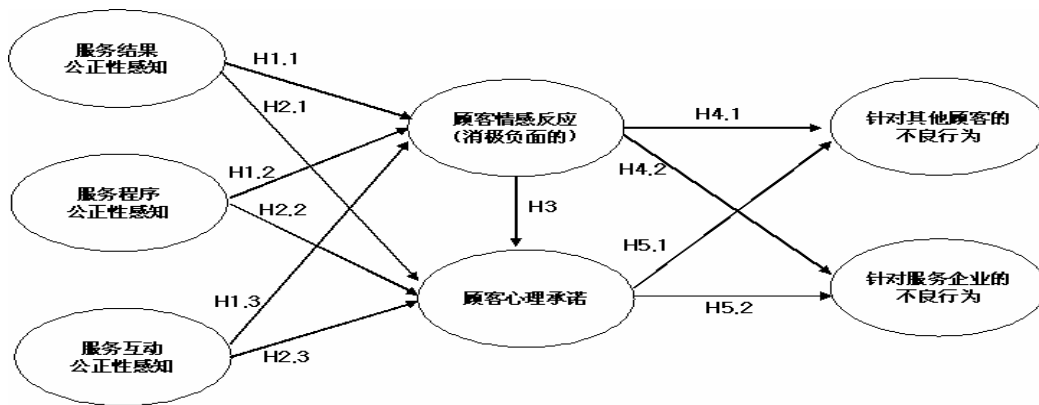 服务结果
公正性感知
H1.1
H2.1
顾客情感反应
(消极负面的)
H4.1
针对其他顾客的
不良行为
H1.2
服务程序
公正性感知
H2.2
H4.2
H3
H5.1
H1.3
顾客心理承诺
针对服务企业的
不良行为
H5.2
服务互动
公正性感知
H2.3